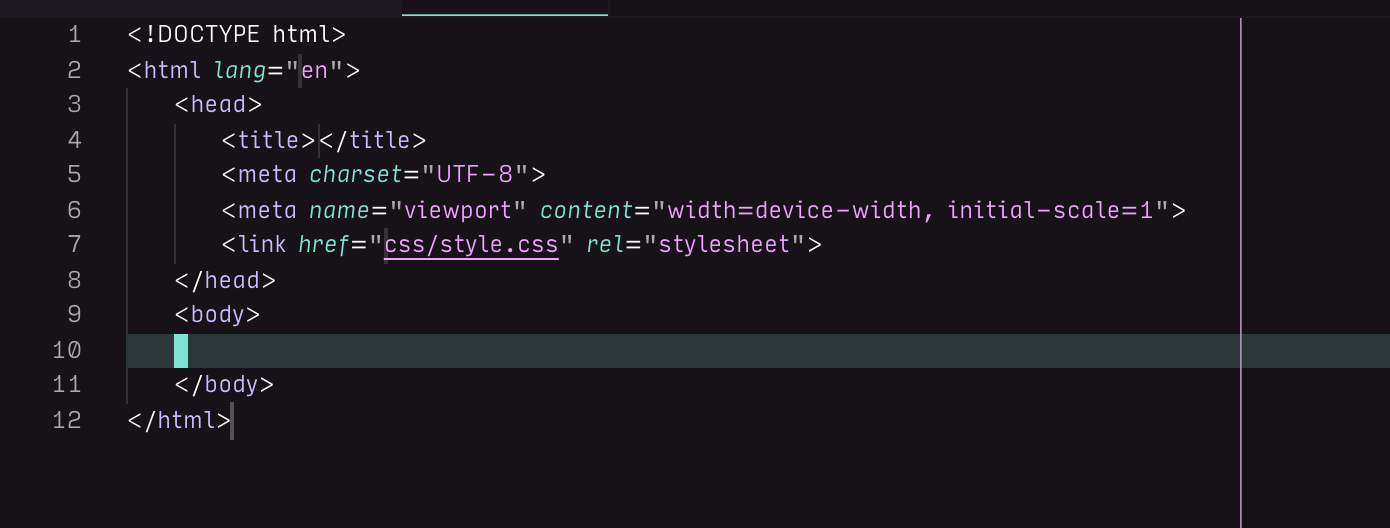 1 <!DOCTYPE html>
2 <html lang="en">
3     <head>
4         <title></title>
5         <meta charset="UTF-8">
6         <meta name="viewport" content="width=device-width, initial-scale=1">
7         <link href="css/style.css" rel="stylesheet">
8     </head>
9     <body>
10
11     </body>
12 </html>